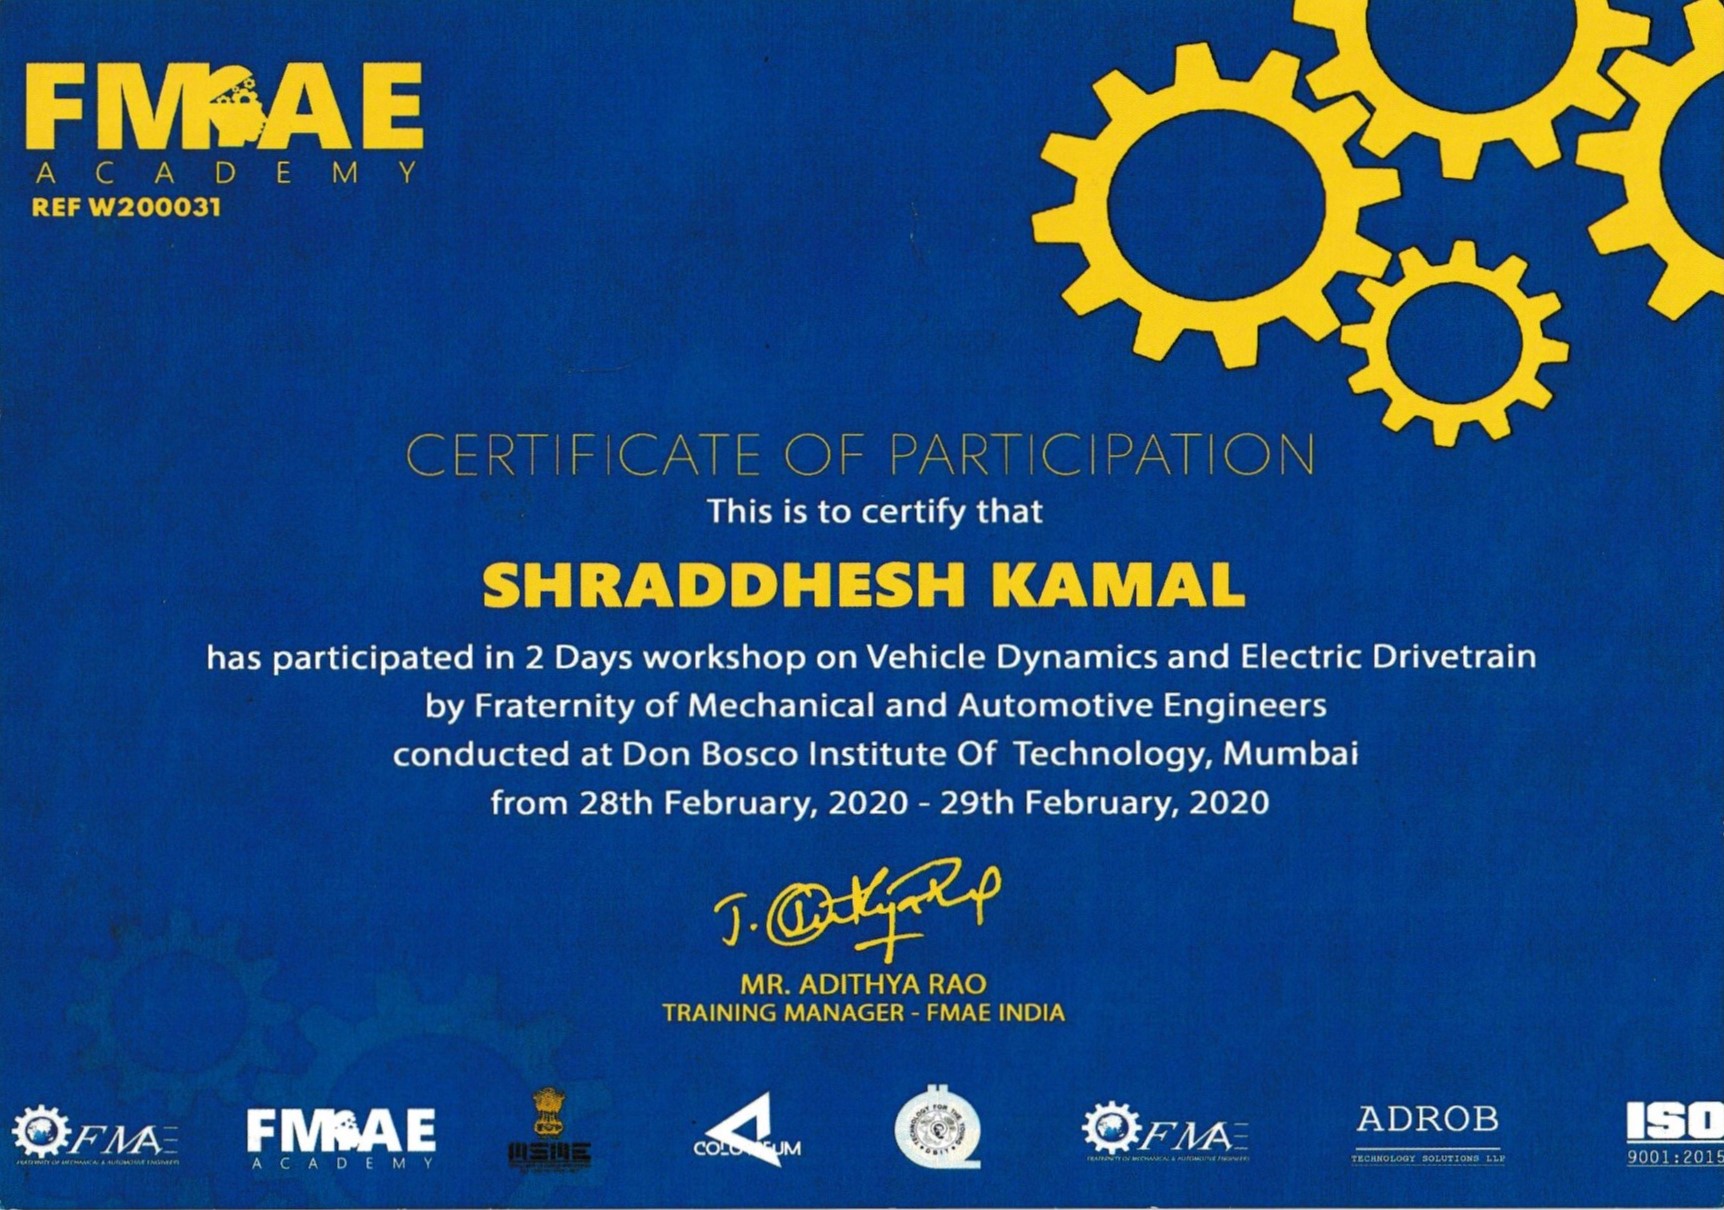 FMAE
ACADEMY
REF W200031
CERTIFICATE OF PARTICIPATION
This is to certify that
SHRADDHESH KAMAL
has participated in 2 Days workshop on Vehicle Dynamics and Electric Drivetrain
by Fraternity of Mechanical and Automotive Engineers
conducted at Don Bosco Institute Of Technology, Mumbai
from 28th February, 2020 - 29th February, 2020
J. Adithya Rao
MR. ADITHYA RAO
TRAINING MANAGER - FMAE INDIA
FMAE
FRATERNITY OF MECHANICAL & AUTOMOTIVE ENGINEERS
FMAE
ACADEMY
MSME
TECHNOLOGY FOR THE YOUNG
FMAE
FRATERNITY OF MECHANICAL & AUTOMOTIVE ENGINEERS
ADROB
TECHNOLOGY SOLUTIONS LLP
ISO
9001:2015